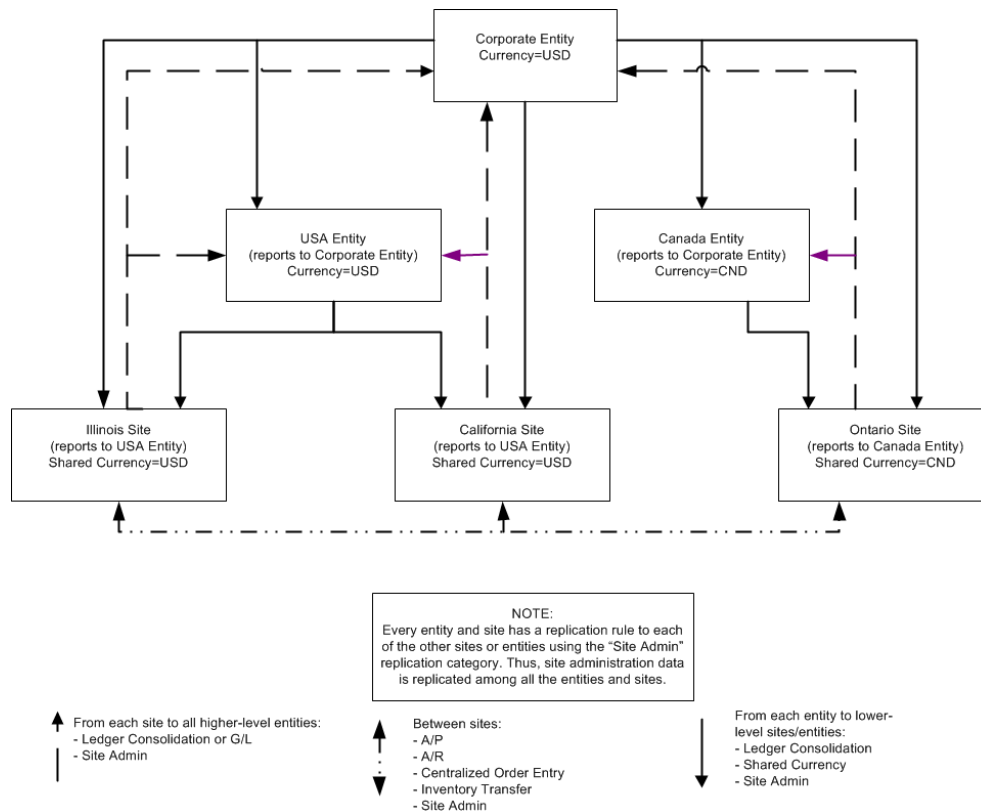 Corporate Entity
Currency=USD
USA Entity
(reports to Corporate Entity)
Currency=USD
Canada Entity
(reports to Corporate Entity)
Currency=CND
Illinois Site
(reports to USA Entity)
Shared Currency=USD
California Site
(reports to USA Entity)
Shared Currency=USD
Ontario Site
(reports to Canada Entity)
Shared Currency=CND
NOTE:
Every entity and site has a replication rule to each
of the other sites or entities using the “Site Admin”
replication category. Thus, site administration data
is replicated among all the entities and sites.
From each site to all higher-level entities:
- Ledger Consolidation or G/L
- Site Admin
Between sites:
- A/P
- A/R
- Centralized Order Entry
- Inventory Transfer
- Site Admin
From each entity to lower-
level sites/entities:
- Ledger Consolidation
- Shared Currency
- Site Admin